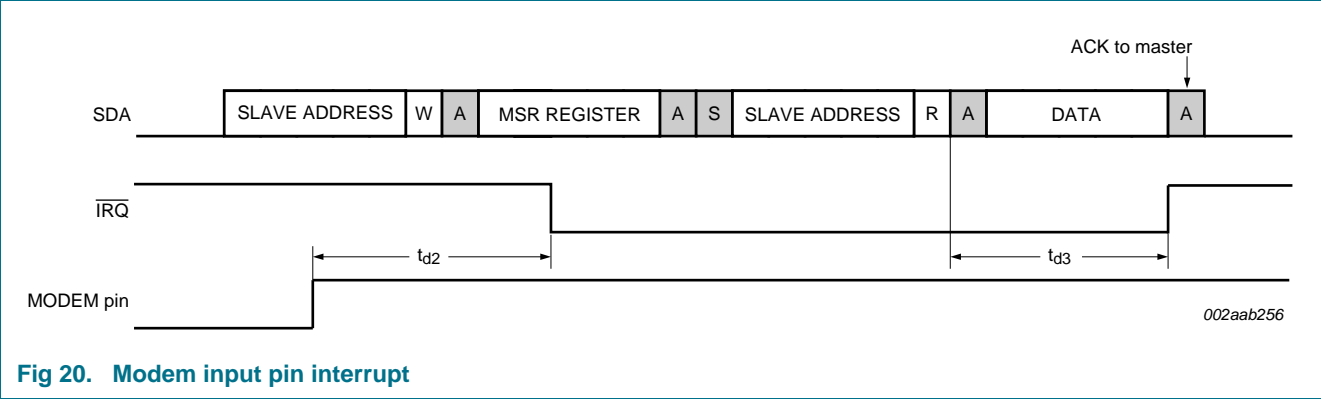 ACK to master
SDA
SLAVE ADDRESS W A MSR REGISTER A S SLAVE ADDRESS R A DATA A
IRQ
td2
td3
MODEM pin
002aab256
Fig 20. Modem input pin interrupt